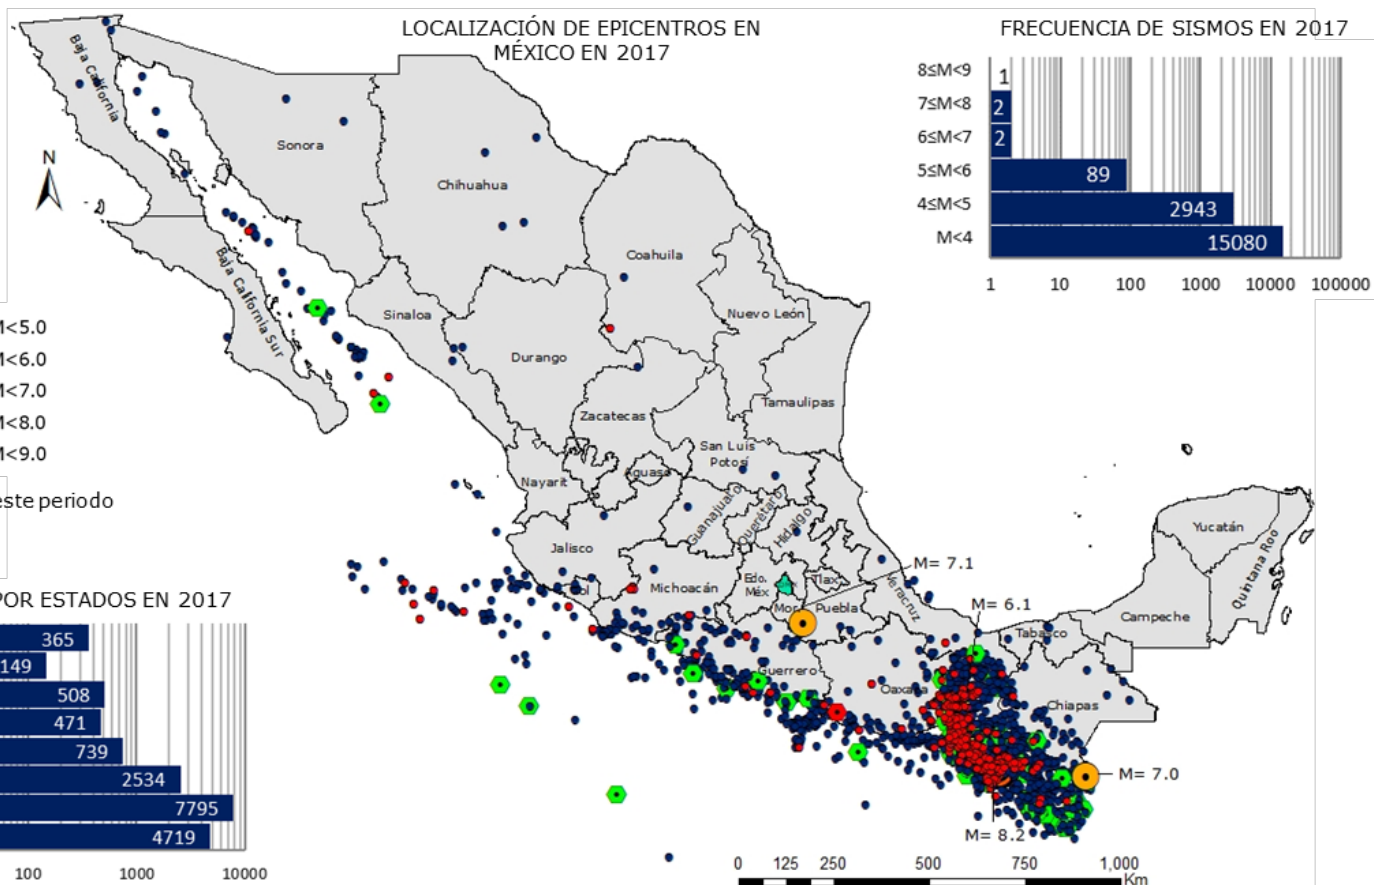 LOCALIZACIÓN DE EPICENTROS EN
MÉXICO EN 2017
FRECUENCIA DE SISMOS EN 2017
8≤M<9
1
7≤M<8
2
6≤M<7
2
5≤M<6
89
4≤M<5
2943
M<4
15080
1 10 100 1000 10000 100000
N
Baja California
Sonora
Chihuahua
Coahuila
Baja California Sur
Sinaloa
Nuevo León
Durango
Zacatecas
Tamaulipas
San Luis
Potosí
Nayarit
Aguasc
Guanajuato
Querétaro
Hidalgo
Jalisco
Michoacán
Edo.
Méx
Tlax
Mor
Puebla
Veracruz
Guerrero
Oaxaca
Tabasco
Chiapas
Campeche
Yucatán
Quintana Roo
M= 7.1
M= 6.1
M= 7.0
M= 8.2
M<5.0
M<6.0
M<7.0
M<8.0
M<9.0
este periodo
POR ESTADOS EN 2017
365
149
508
471
739
2534
7795
4719
100 1000 10000
0 125 250 500 750 1,000
Km